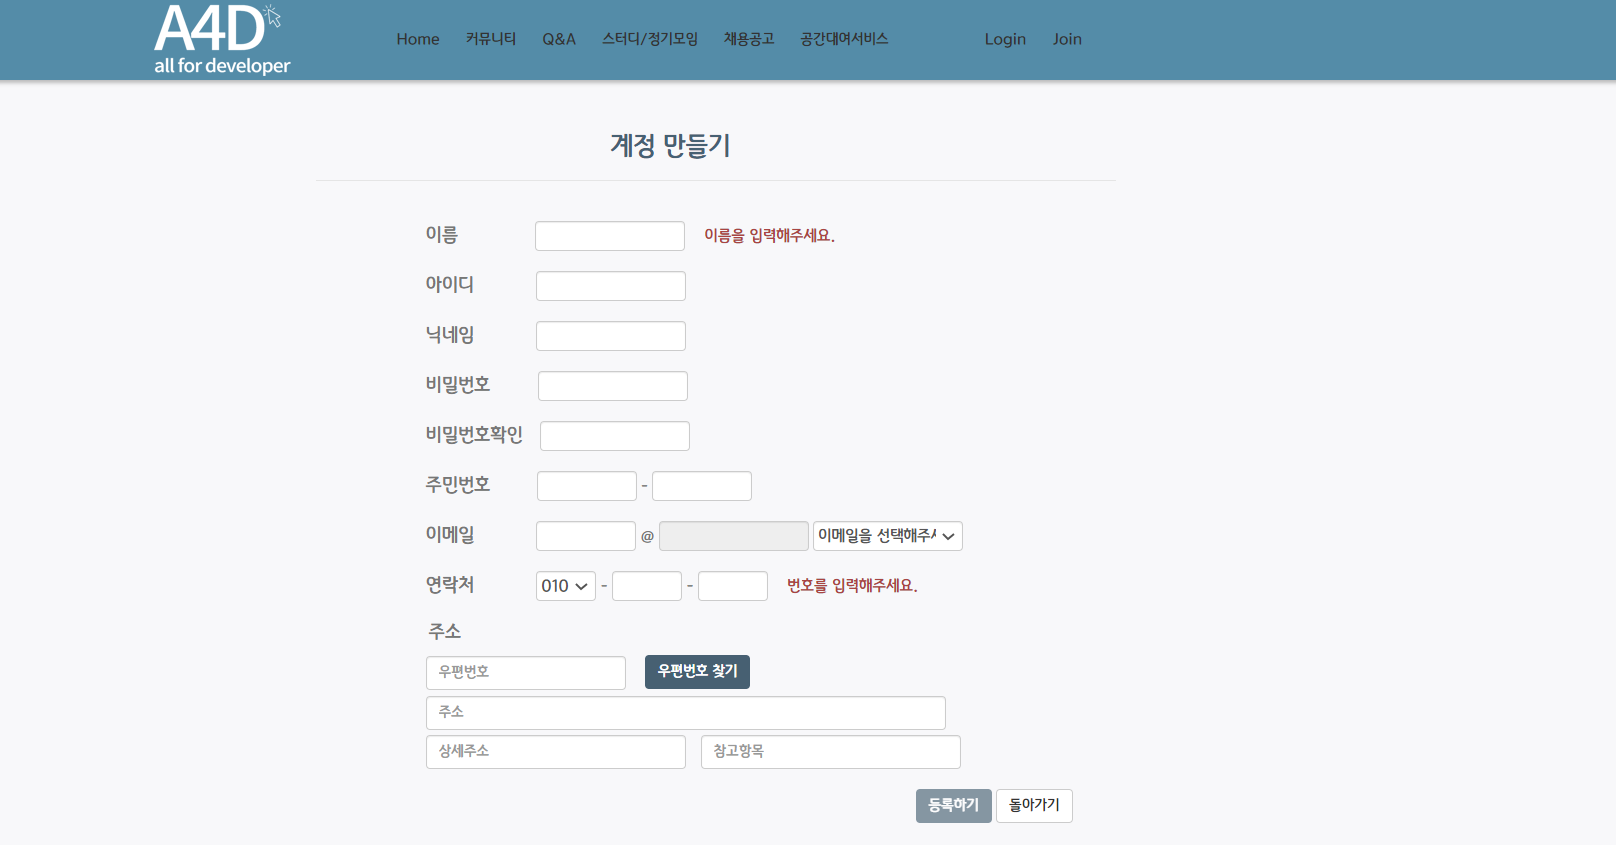 A4D
all for developer
Home 커뮤니티 Q&A 스터디/정기모임 채용공고 공간대여서비스 Login Join
계정 만들기
이름 이름을 입력해주세요.
아이디
닉네임
비밀번호
비밀번호확인
주민번호 -
이메일 @ 이메일을 선택해주
연락처 010 - - 번호를 입력해주세요.
주소
우편번호 우편번호 찾기
주소
상세주소 참고항목
등록하기 돌아가기